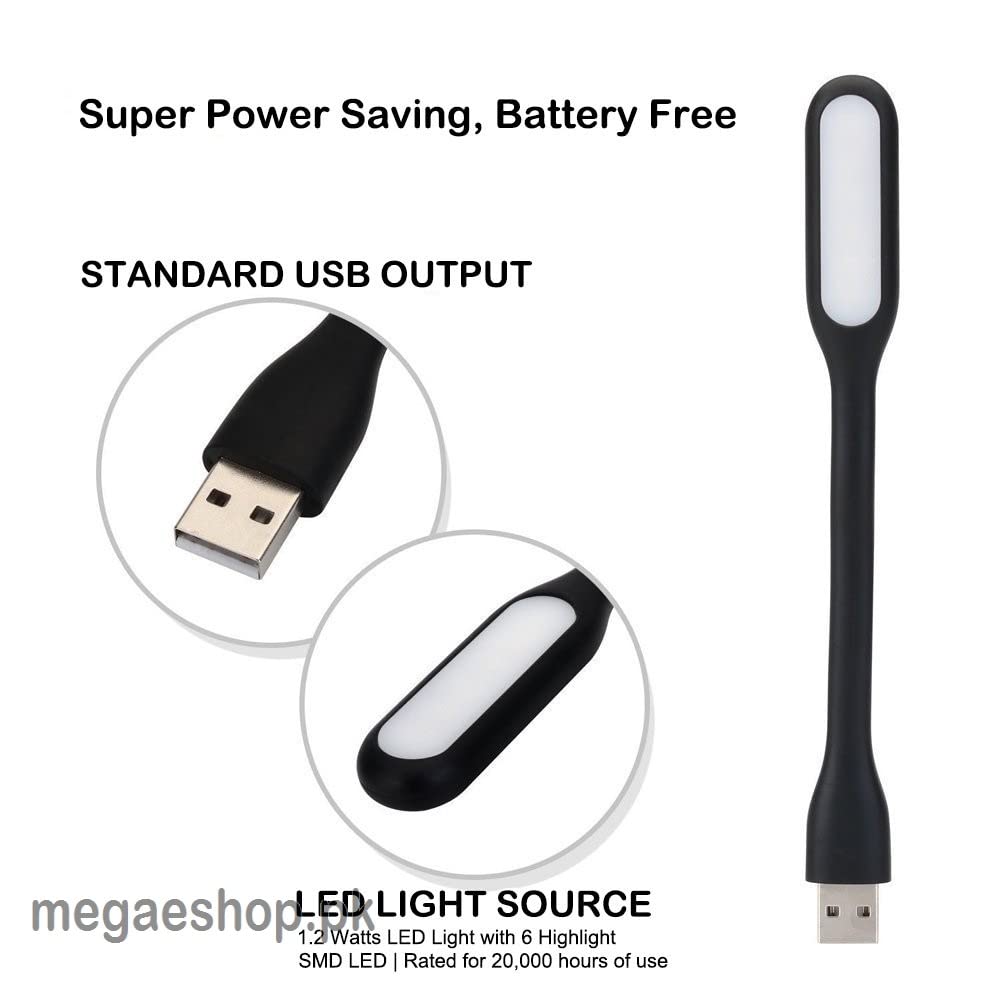 Super Power Saving, Battery Free
STANDARD USB OUTPUT
LED LIGHT SOURCE
megaeshop.pk
1.2 Watts LED Light with 6 Highlight
SMD LED | Rated for 20,000 hours of use